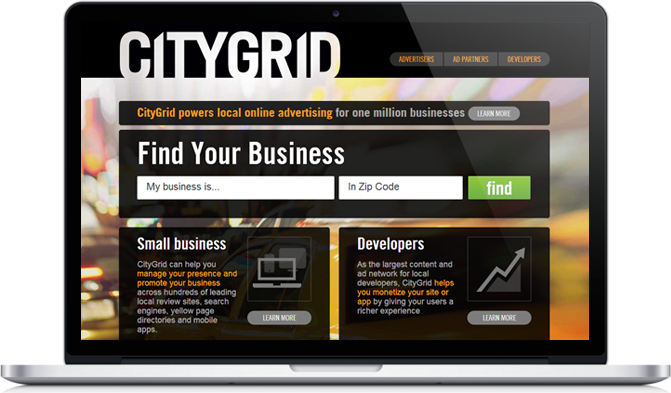 CITYGRID
ADVERTISERS AD PARTNERS DEVELOPERS
CityGrid powers local online advertising for one million businesses LEARN MORE
Find Your Business
My business is... In Zip Code find
Small business
CityGrid can help you
manage your presence and
promote your business
across hundreds of leading
local review sites, search
engines, yellow page
directories and mobile
apps.
LEARN MORE
Developers
As the largest content and
ad network for local
developers, CityGrid helps
you monetize your site or
app by giving your users a
richer experience
LEARN MORE